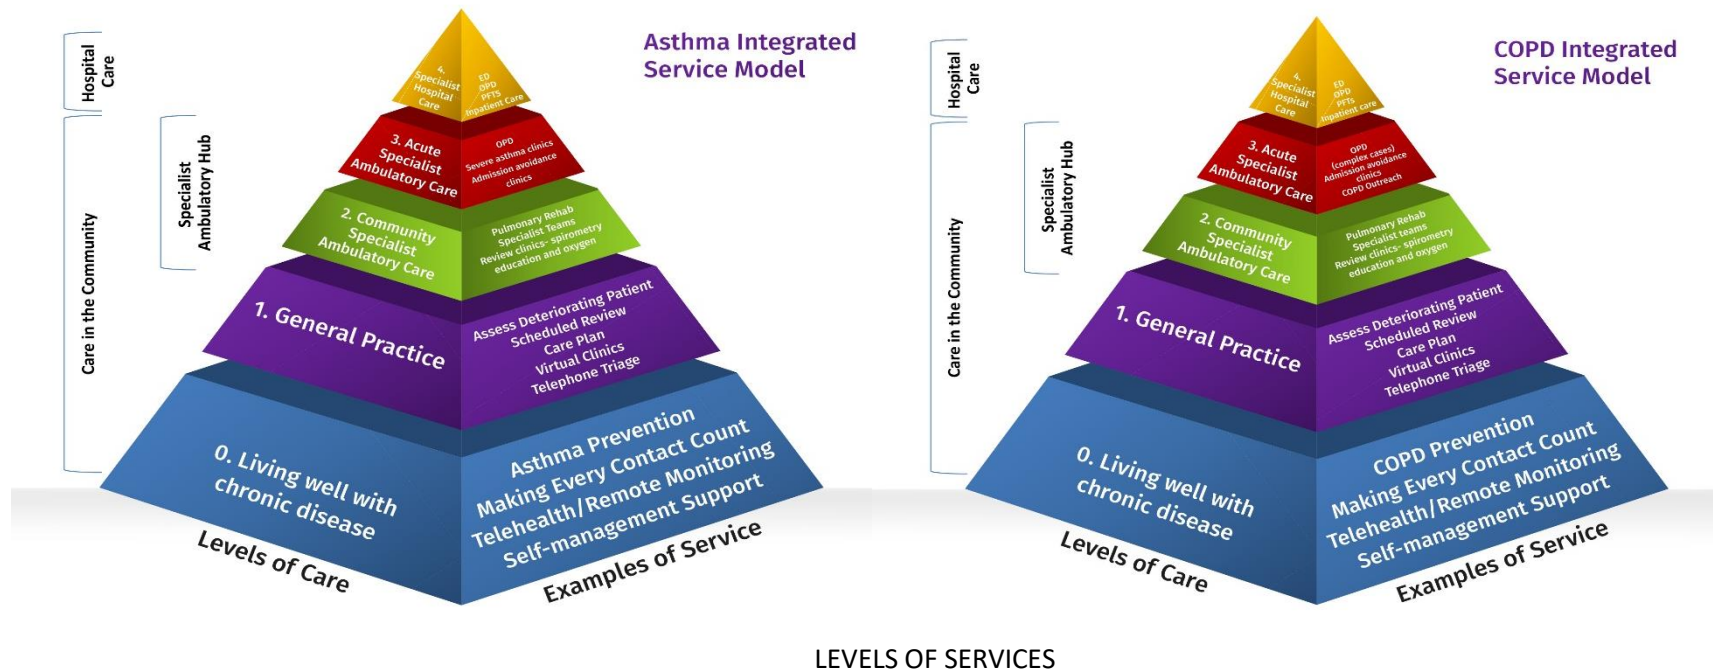 Asthma Integrated
Service Model
Hospital
Care
Care in the Community
Specialist
Ambulatory Hub
4.
Specialist
Hospital
Care
ED
OPD
PFTS
Inpatient Care
3. Acute
Specialist
Ambulatory Care
OPD
Severe asthma clinics
Admission avoidance
clinics
2. Community
Specialist
Ambulatory Care
Pulmonary Rehab
Specialist Teams
Review clinics- spirometry
education and oxygen
1. General Practice
Assess Deteriorating Patient
Scheduled Review
Care Plan
Virtual Clinics
Telephone Triage
0. Living well with
chronic disease
Asthma Prevention
Making Every Contact Count
Telehealth/Remote Monitoring
Self-management Support
Levels of Care
Examples of Service
COPD Integrated
Service Model
Hospital
Care
Care in the Community
Specialist
Ambulatory Hub
4.
Specialist
Hospital
Care
ED
OPD
PFTs
Inpatient care
3. Acute
Specialist
Ambulatory Care
OPD
(complex cases)
Admission avoidance
clinics
COPD Outreach
2. Community
Specialist
Ambulatory Care
Pulmonary Rehab
Specialist teams
Review clinics- spirometry
education and oxygen
1. General Practice
Assess Deteriorating Patient
Scheduled Review
Care Plan
Virtual Clinics
Telephone Triage
0. Living well with
chronic disease
COPD Prevention
Making Every Contact Count
Telehealth/Remote Monitoring
Self-management Support
Levels of Care
Examples of Service
LEVELS OF SERVICES